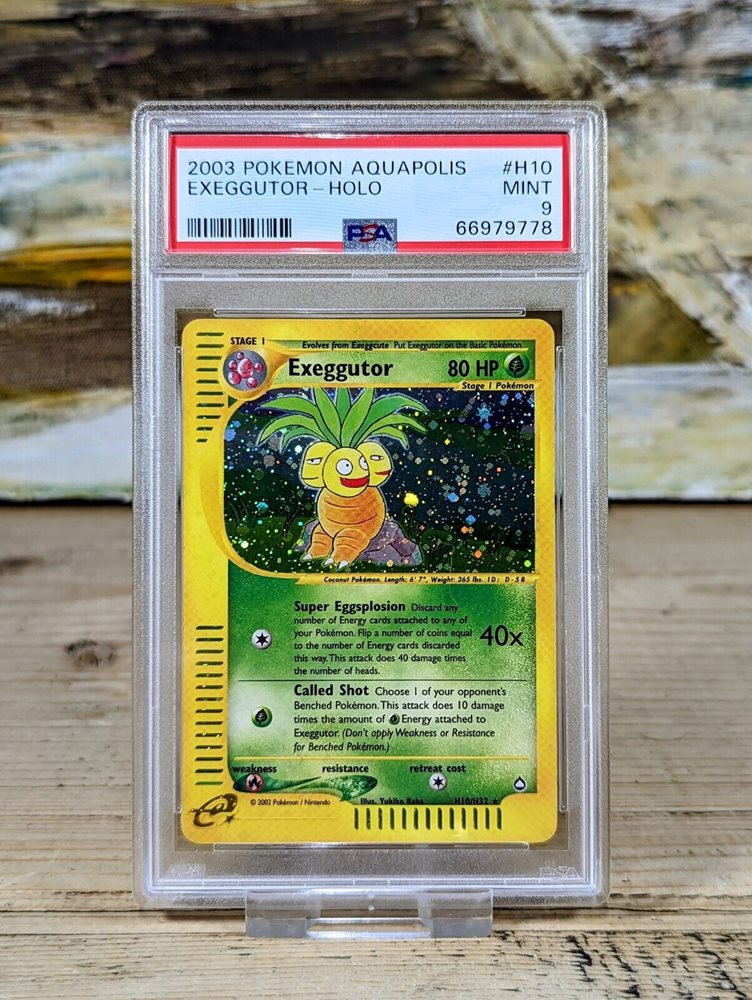 2003 POKEMON AQUAPOLIS #H10
EXEGGUTOR – HOLO MINT
9
PSA 66979778
STAGE 1 Evolves from Exeggcute Put Exeggutor on the Basic Pokémon
Exeggutor 80 HP
Stage 1 Pokémon
Coconut Pokémon. Length: 6' 7", Weight: 265 lbs. ID: D-58
Super Eggsplosion Discard any
number of Energy cards attached to any of
your Pokémon. Flip a number of coins equal
to the number of Energy cards discarded
this way. This attack does 40 damage times
the number of heads.
40x
Called Shot Choose 1 of your opponent's
Benched Pokémon. This attack does 10 damage
times the amount of Energy attached to
Exeggutor. (Don't apply Weakness or Resistance
for Benched Pokémon.)
weakness resistance retreat cost
© 2002 Pokémon / Nintendo Illus. Yukiko Baba H10/H32 ★
e
PSA